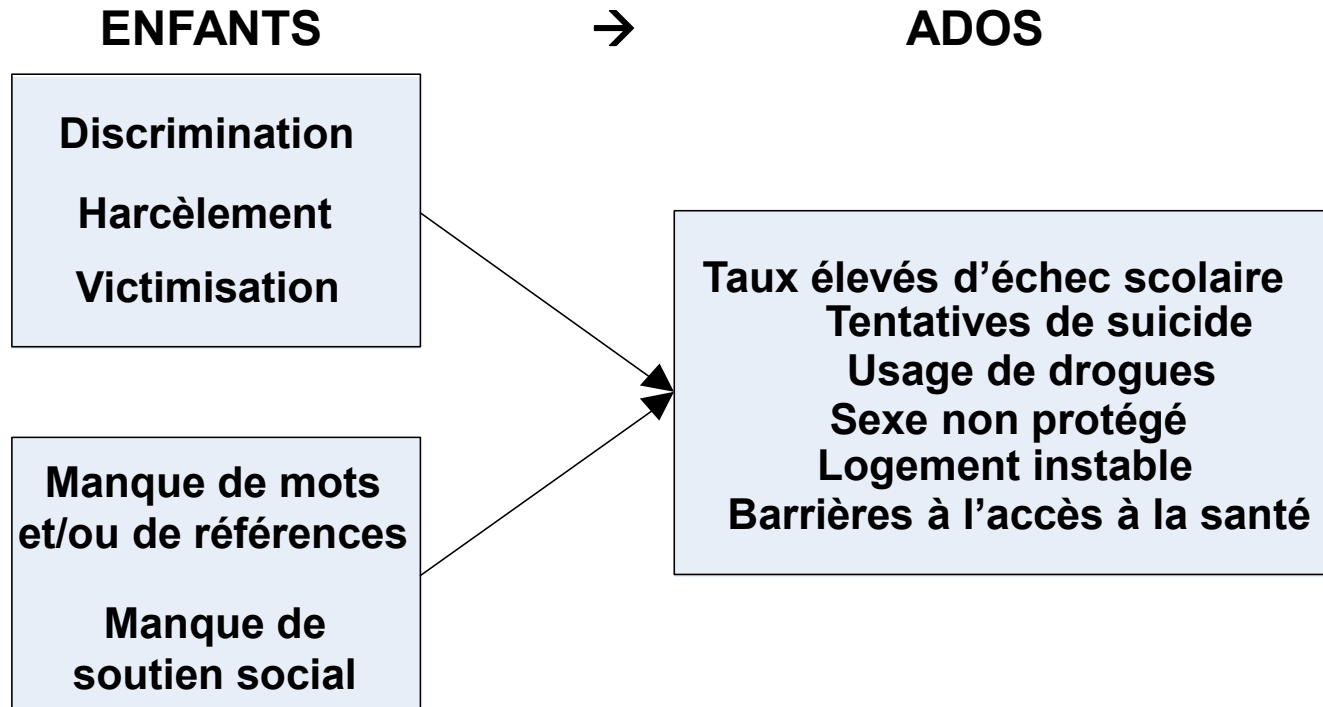 ENFANTS → ADOS
Discrimination
Harcèlement
Victimisation
Manque de mots
et/ou de références
Manque de
soutien social
Taux élevés d’échec scolaire
Tentatives de suicide
Usage de drogues
Sexe non protégé
Logement instable
Barrières à l’accès à la santé